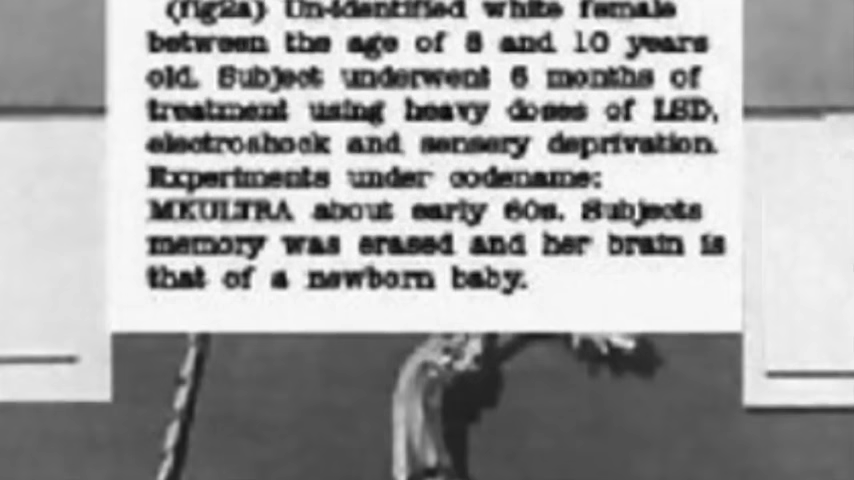 (fig2a) Un-identified white female
between the age of 8 and 10 years
old. Subject underwent 6 months of
treatment using heavy doses of LSD,
electroshock and sensery deprivation.
Experiments under codename:
MKULTRA about early 60s. Subjects
memory was erased and her brain is
that of a newborn baby.